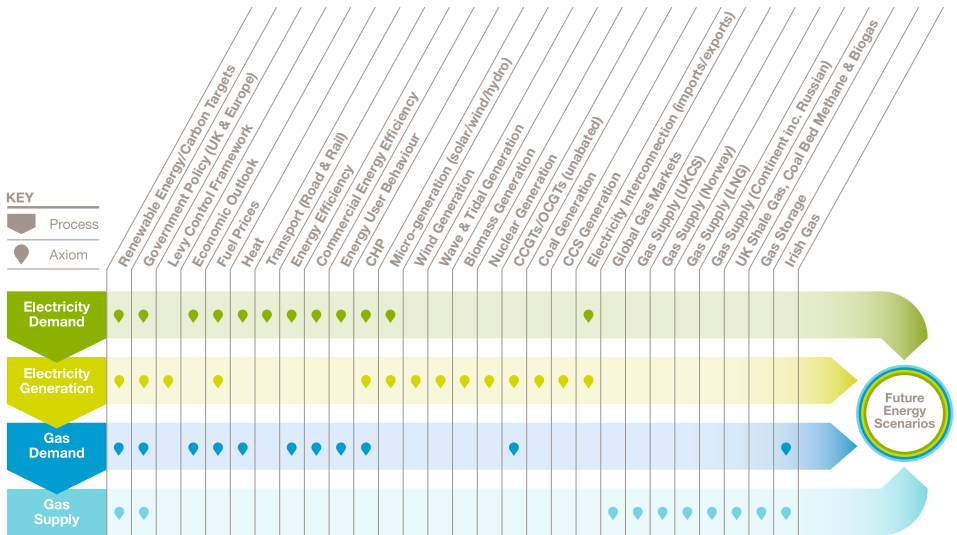 KEY
Process
Axiom
Renewable Energy/Carbon Targets
Government Policy (UK & Europe)
Levy Control Framework
Economic Outlook
Fuel Prices
Heat
Transport (Road & Rail)
Energy Efficiency
Commercial Energy Efficiency
Energy User Behaviour
CHP
Micro-generation (solar/wind/hydro)
Wind Generation
Wave & Tidal Generation
Biomass Generation
Nuclear Generation
CCGTs/OCGTs (unabated)
Coal Generation
CCS Generation
Electricity Interconnection (imports/exports)
Global Gas Markets
Gas Supply (UKCS)
Gas Supply (Norway)
Gas Supply (LNG)
Gas Supply (Continent inc. Russian)
UK Shale Gas, Coal Bed Methane & Biogas
Gas Storage
Irish Gas
Electricity
Demand
Electricity
Generation
Gas
Demand
Gas
Supply
Future
Energy
Scenarios